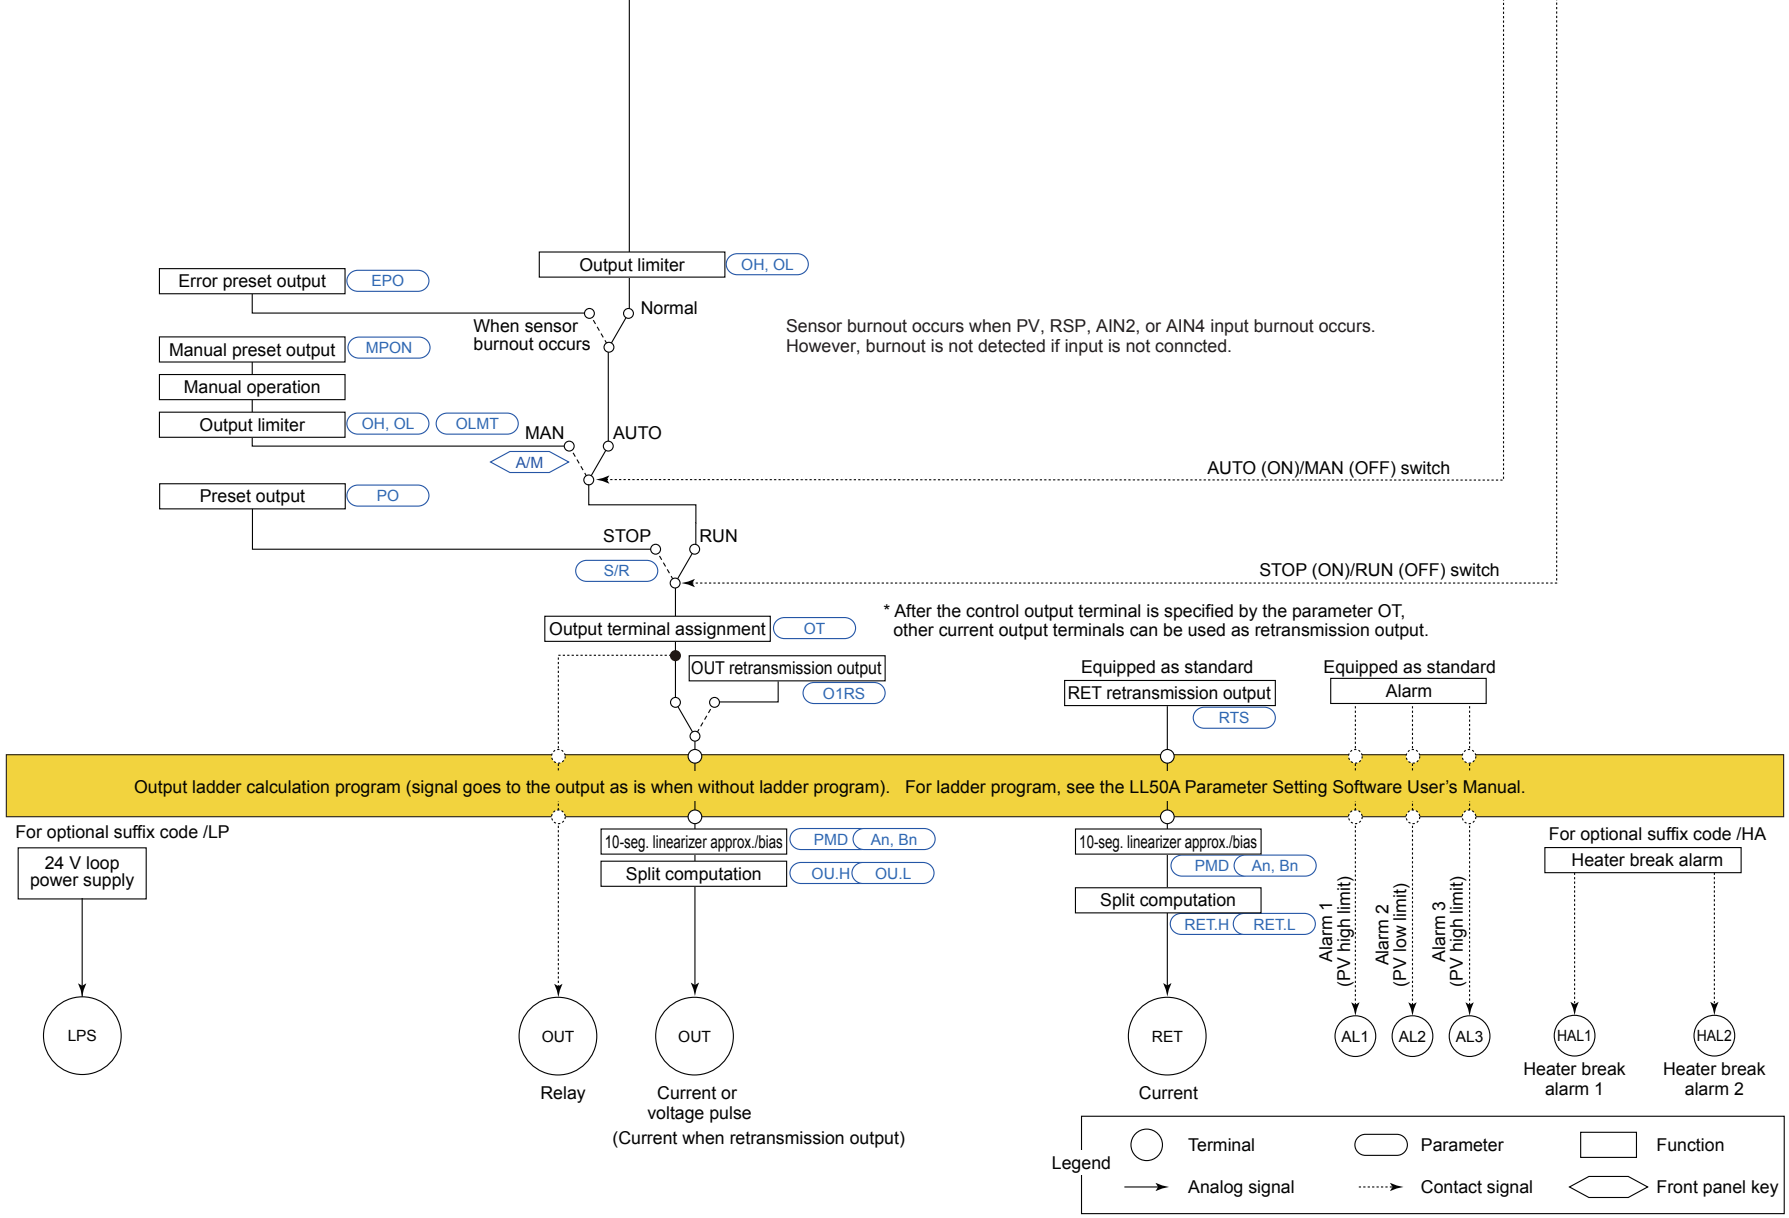 Output limiter
OH, OL
Error preset output
EPO
Normal
When sensor
burnout occurs
Sensor burnout occurs when PV, RSP, AIN2, or AIN4 input burnout occurs.
However, burnout is not detected if input is not conncted.
Manual preset output
MPON
Manual operation
Output limiter
OH, OL
OLMT
MAN
AUTO
A/M
AUTO (ON)/MAN (OFF) switch
Preset output
PO
STOP
RUN
S/R
STOP (ON)/RUN (OFF) switch
Output terminal assignment
OT
* After the control output terminal is specified by the parameter OT,
other current output terminals can be used as retransmission output.
OUT retransmission output
O1RS
Equipped as standard
RET retransmission output
RTS
Equipped as standard
Alarm
Output ladder calculation program (signal goes to the output as is when without ladder program).   For ladder program, see the LL50A Parameter Setting Software User's Manual.
For optional suffix code /LP
24 V loop
power supply
10-seg. linearizer approx./bias
PMD
An, Bn
Split computation
OU.H
OU.L
10-seg. linearizer approx./bias
PMD
An, Bn
Split computation
RET.H
RET.L
Alarm 1
(PV high limit)
Alarm 2
(PV low limit)
Alarm 3
(PV high limit)
For optional suffix code /HA
Heater break alarm
LPS
OUT
OUT
RET
AL1
AL2
AL3
HAL1
HAL2
Relay
Current or
voltage pulse
(Current when retransmission output)
Current
Heater break
alarm 1
Heater break
alarm 2
Legend
Terminal
Parameter
Function
Analog signal
Contact signal
Front panel key